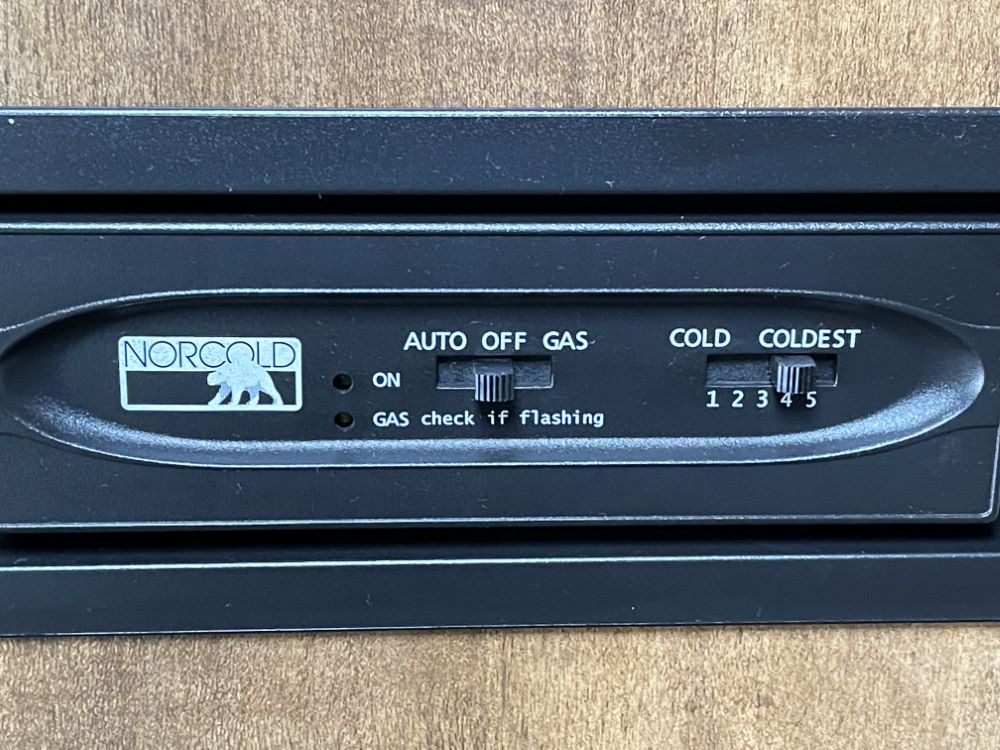 NORCOLD
AUTO OFF GAS
COLD COLDEST
ON
1 2 3 4 5
GAS check if flashing